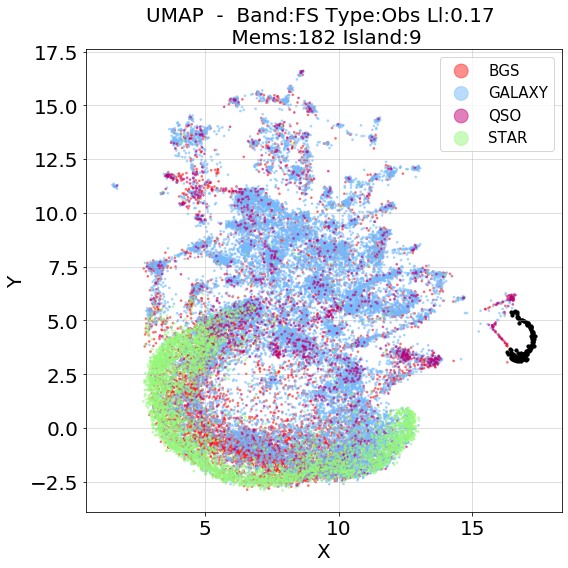 UMAP - Band:FS Type:Obs Ll:0.17
Mems:182 Island:9
17.5
15.0
12.5
10.0
7.5
5.0
2.5
0.0
−2.5
Y
5
10
15
X
BGS
GALAXY
QSO
STAR